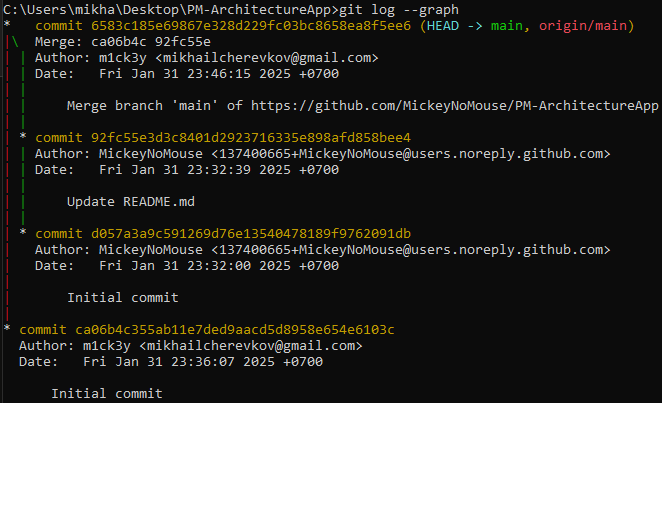 C:\Users\mikha\Desktop\PM-ArchitectureApp>git log --graph
*   commit 6583c185e69867e328d229fc03bc8658ea8f5ee6 (HEAD -> main, origin/main)
|\  Merge: ca06b4c 92fc55e
| | Author: m1ck3y <mikhailcherevkov@gmail.com>
| | Date:   Fri Jan 31 23:46:15 2025 +0700
| |
| |     Merge branch 'main' of https://github.com/MickeyNoMouse/PM-ArchitectureApp
| |
| * commit 92fc55e3d3c8401d2923716335e898afd858bee4
| | Author: MickeyNoMouse <137400665+MickeyNoMouse@users.noreply.github.com>
| | Date:   Fri Jan 31 23:32:39 2025 +0700
| |
| |     Update README.md
| |
| * commit d057a3a9c591269d76e13540478189f9762091db
|   Author: MickeyNoMouse <137400665+MickeyNoMouse@users.noreply.github.com>
|   Date:   Fri Jan 31 23:32:00 2025 +0700
|
|       Initial commit
|
* commit ca06b4c355ab11e7ded9aacd5d8958e654e6103c
  Author: m1ck3y <mikhailcherevkov@gmail.com>
  Date:   Fri Jan 31 23:36:07 2025 +0700

      Initial commit